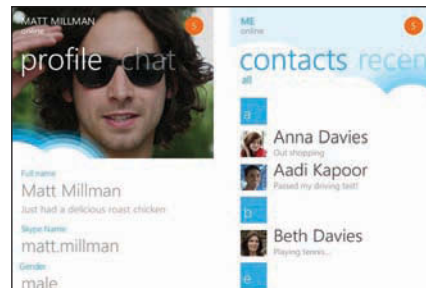 MATT MILLMAN
online
5
profile chat
Full name
Matt Millman
Just had a delicious roast chicken
Skype Name
matt.millman
Gender
male
ME
online
5
contacts recen
all
a
Anna Davies
Out shopping
Aadi Kapoor
Passed my driving test!
b
Beth Davies
Playing tennis...
e